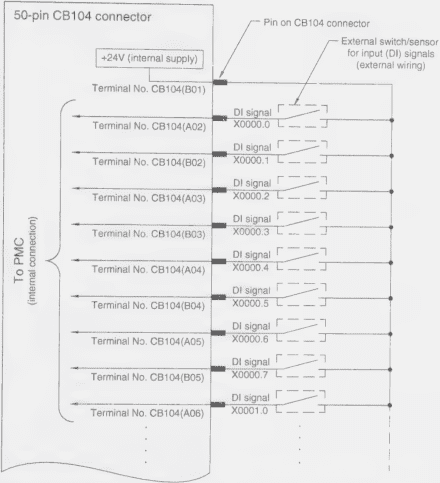 50-pin CB104 connector
Pin on CB104 connector
External switch/sensor
for input (DI) signals
(external wiring)
+24V (internal supply)
Terminal No. CB104(B01)
DI signal
X0000.0
Terminal No. CB104(A02)
DI signal
X0000.1
Terminal No. CB104(B02)
DI signal
X0000.2
Terminal No. CB104(A03)
DI signal
X0000.3
Terminal No. CB104(B03)
DI signal
X0000.4
Terminal No. CB104(A04)
DI signal
X0000.5
Terminal No. CB104(B04)
DI signal
X0000.6
Terminal No. CB104(A05)
DI signal
X0000.7
Terminal No. CB104(B05)
DI signal
X0001.0
Terminal No. CB104(A06)
To PMC
(internal connection)